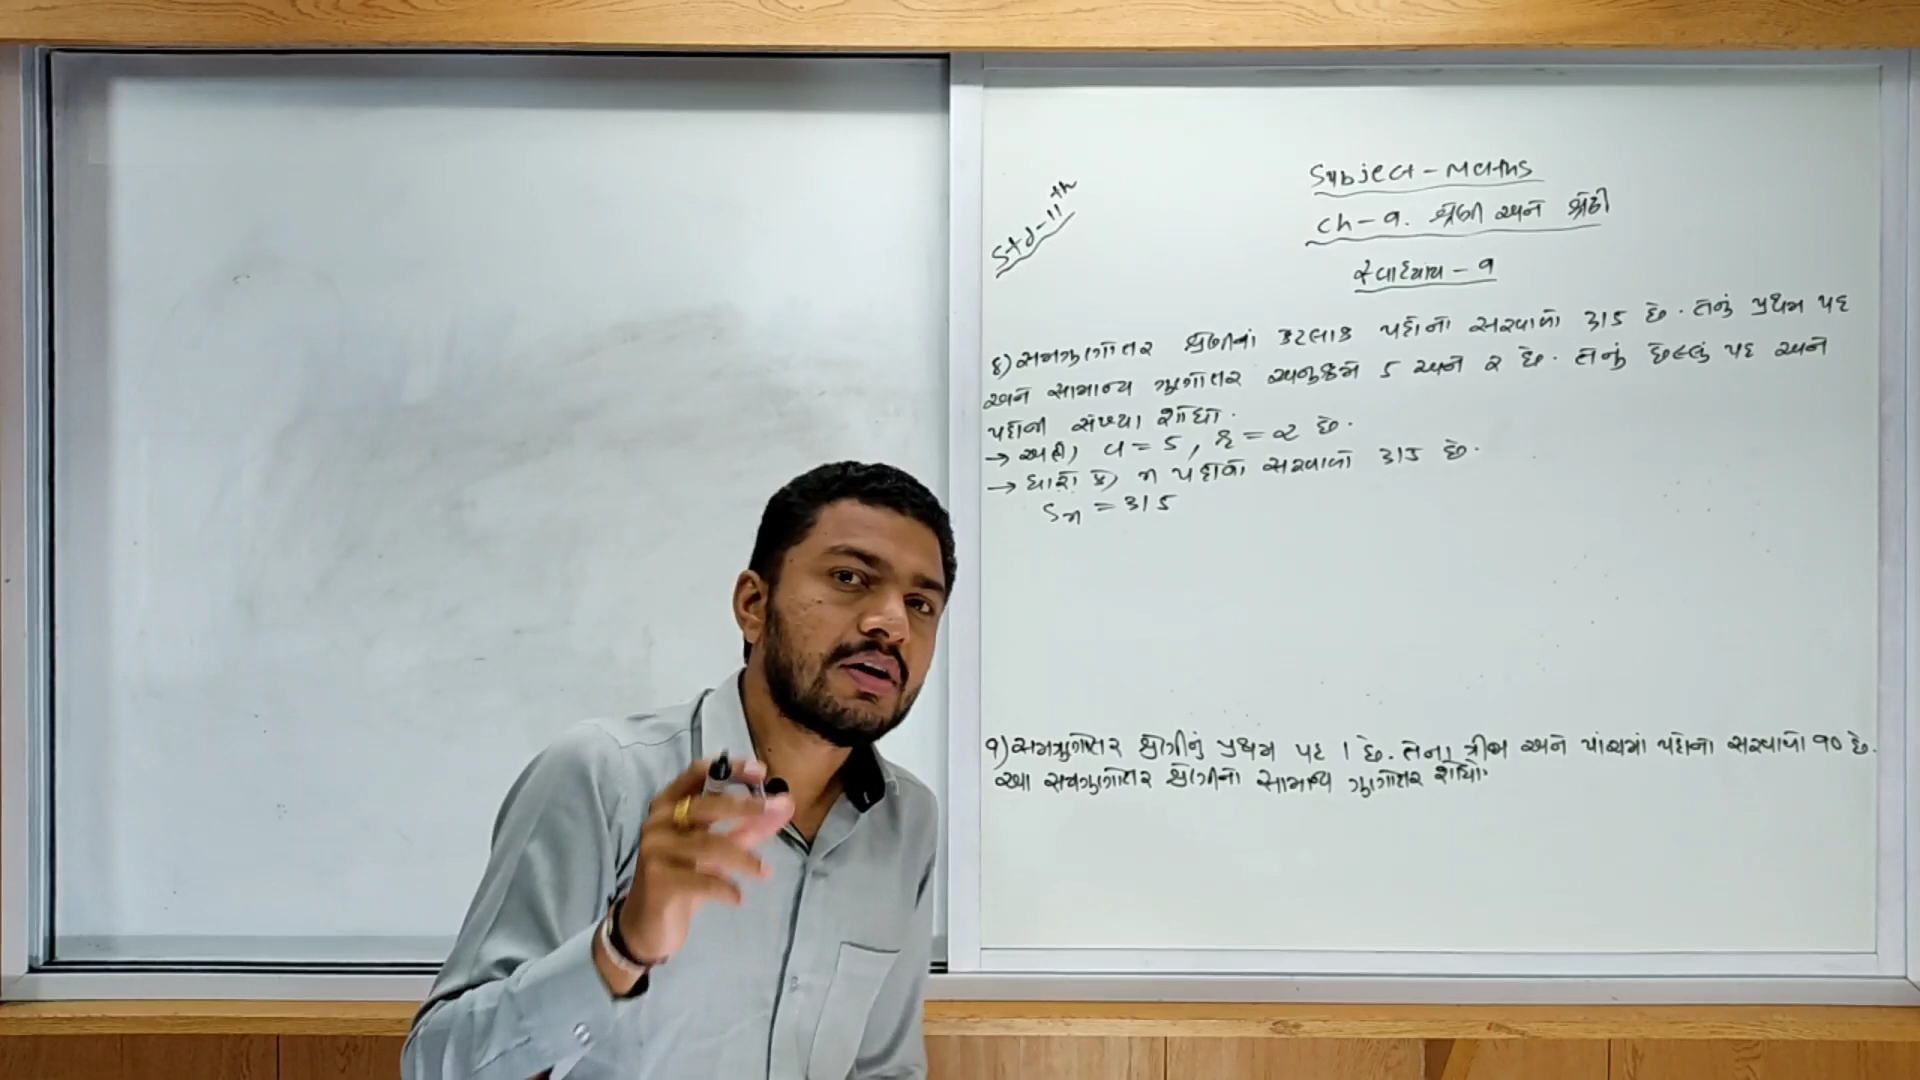 Std-11th
Subject - Maths
Ch-9. શ્રેણી અને શ્રેઢી
સ્વાધ્યાય - 9
૬) સમગુણોત્તર શ્રેણીનાં કેટલાક પદોનો સરવાળો 315 છે. તેનું પ્રથમ પદ
અને સામાન્ય ગુણોત્તર અનુક્રમે 5 અને 2 છે. તેનું છેલ્લું પદ અને
પદોની સંખ્યા શોધો.
→ અહીં, a = 5, r = 2 છે.
→ ધારો કે, n પદોનો સરવાળો 315 છે.
Sn = 315
૭) સમગુણોત્તર શ્રેણીનું પ્રથમ પદ 1 છે. તેના ત્રીજા અને પાંચમાં પદોનો સરવાળો 90 છે.
આ સમગુણોત્તર શ્રેણીનો સામાન્ય ગુણોત્તર શોધો.